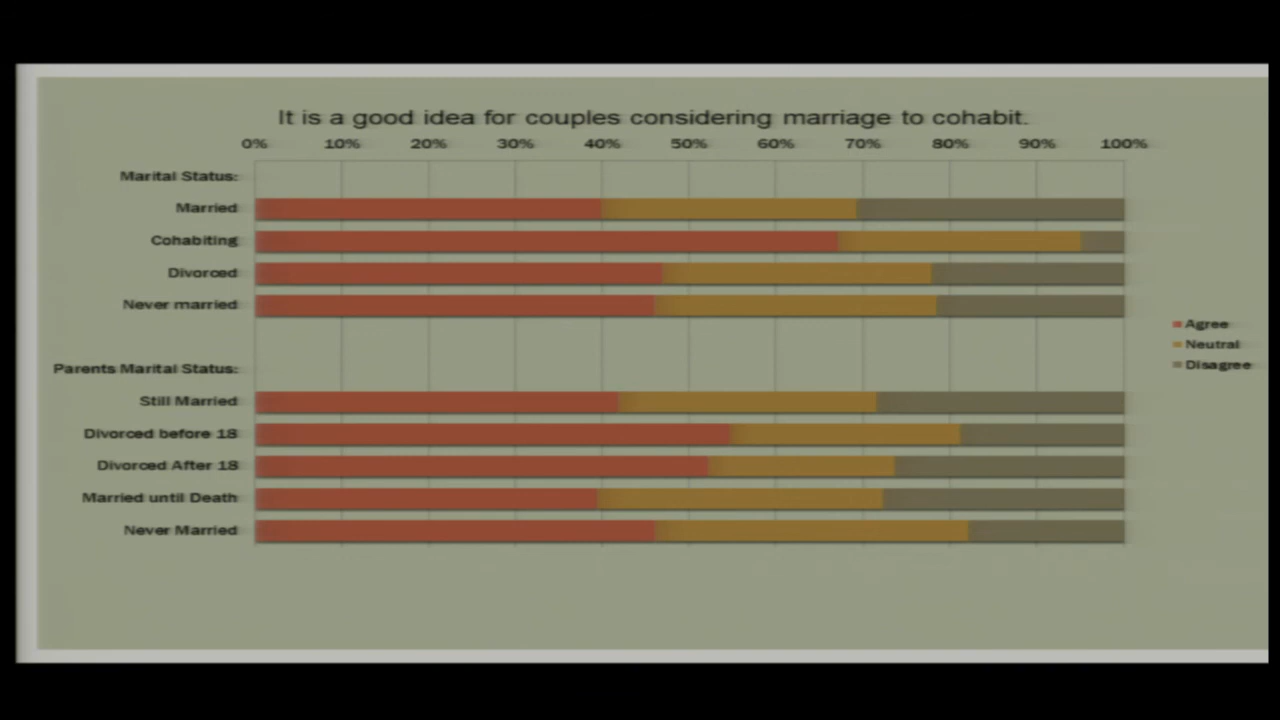 It is a good idea for couples considering marriage to cohabit.
0% 10% 20% 30% 40% 50% 60% 70% 80% 90% 100%
Marital Status:
Married
Cohabiting
Divorced
Never married
Agree
Neutral
Disagree
Parents Marital Status:
Still Married
Divorced before 18
Divorced After 18
Married until Death
Never Married